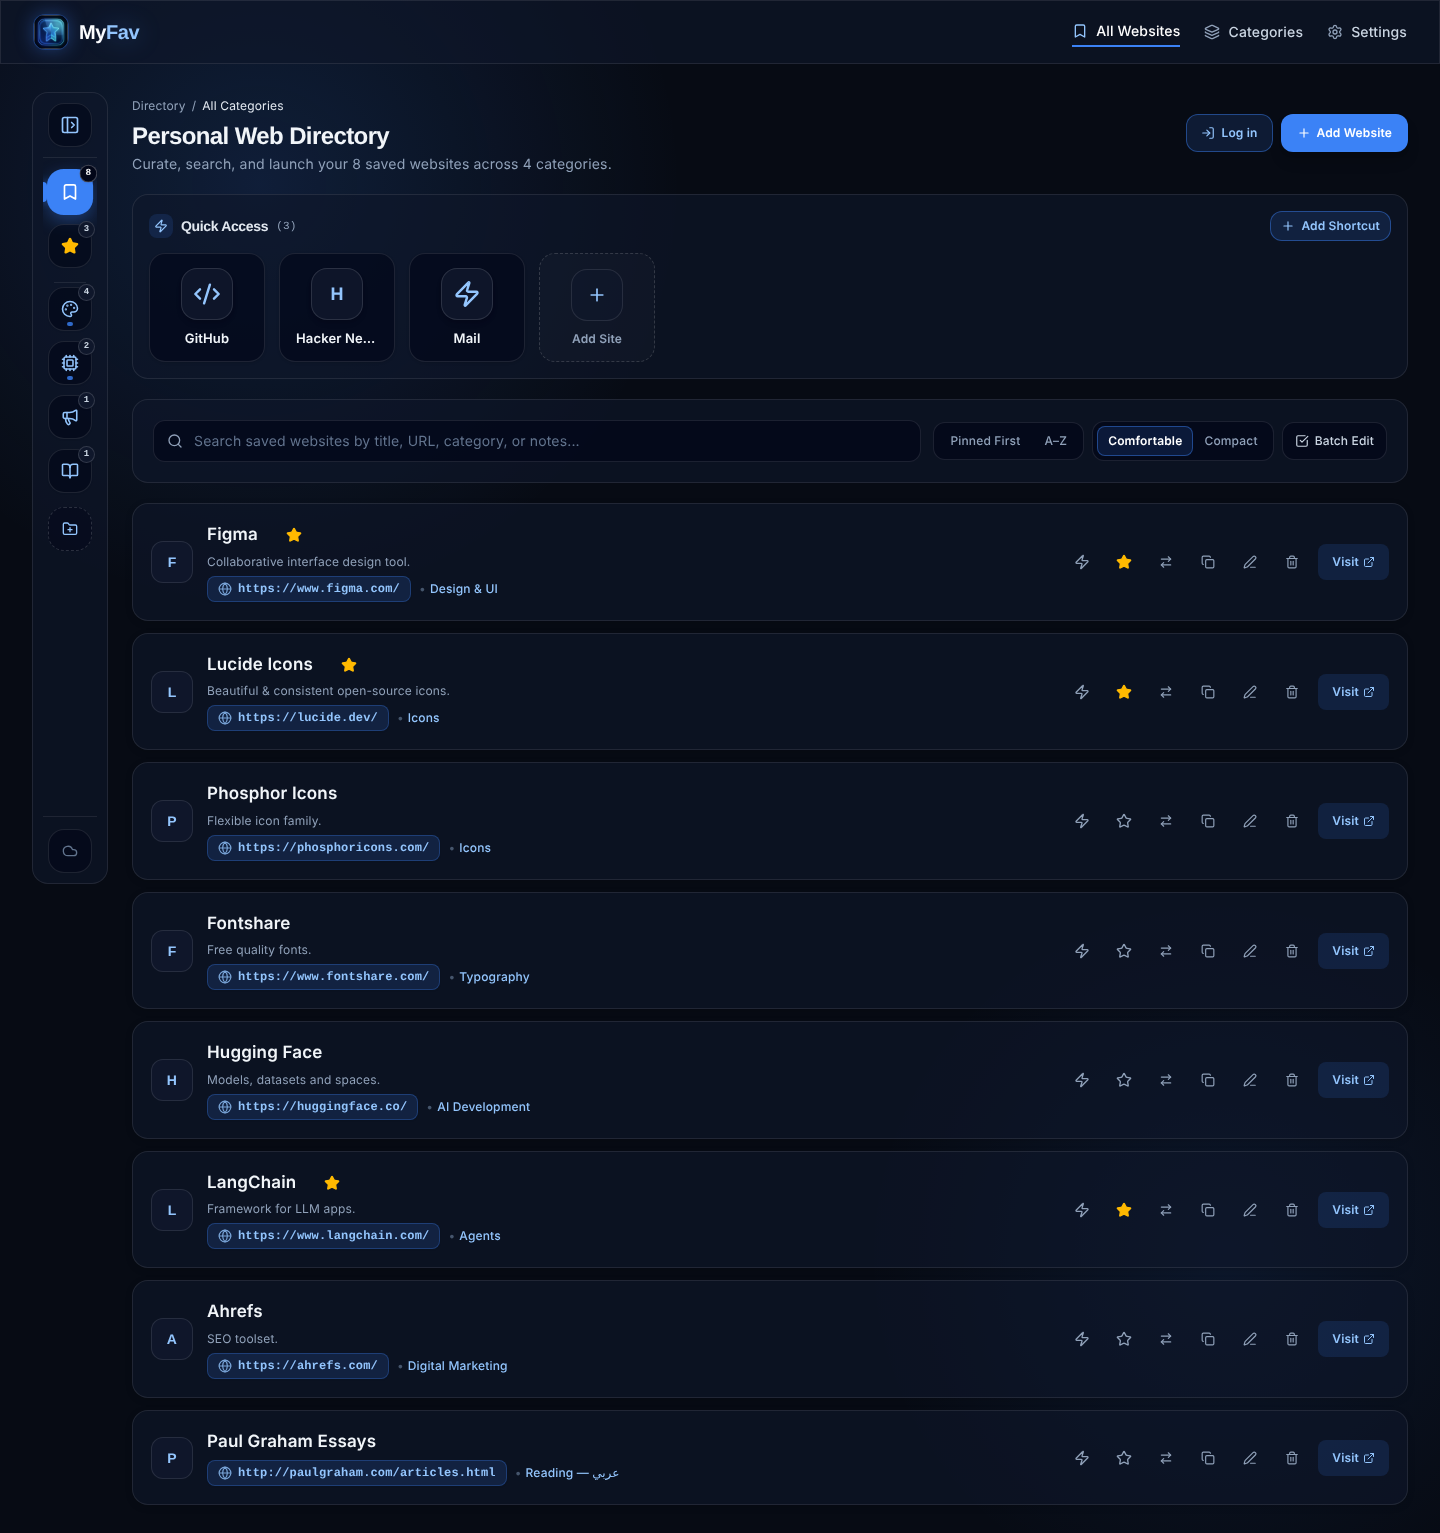 MyFav
All Websites
Categories
Settings
Directory / All Categories
Personal Web Directory
Curate, search, and launch your 8 saved websites across 4 categories.
Log in
Add Website
8
3
4
2
1
1
Quick Access (3)
Add Shortcut
GitHub
H
Hacker Ne...
Mail
Add Site
Search saved websites by title, URL, category, or notes...
Pinned First
A–Z
Comfortable
Compact
Batch Edit
F
Figma
Collaborative interface design tool.
https://www.figma.com/ • Design & UI
Visit
L
Lucide Icons
Beautiful & consistent open-source icons.
https://lucide.dev/ • Icons
Visit
P
Phosphor Icons
Flexible icon family.
https://phosphoricons.com/ • Icons
Visit
F
Fontshare
Free quality fonts.
https://www.fontshare.com/ • Typography
Visit
H
Hugging Face
Models, datasets and spaces.
https://huggingface.co/ • AI Development
Visit
L
LangChain
Framework for LLM apps.
https://www.langchain.com/ • Agents
Visit
A
Ahrefs
SEO toolset.
https://ahrefs.com/ • Digital Marketing
Visit
P
Paul Graham Essays
http://paulgraham.com/articles.html • Reading — عربي
Visit